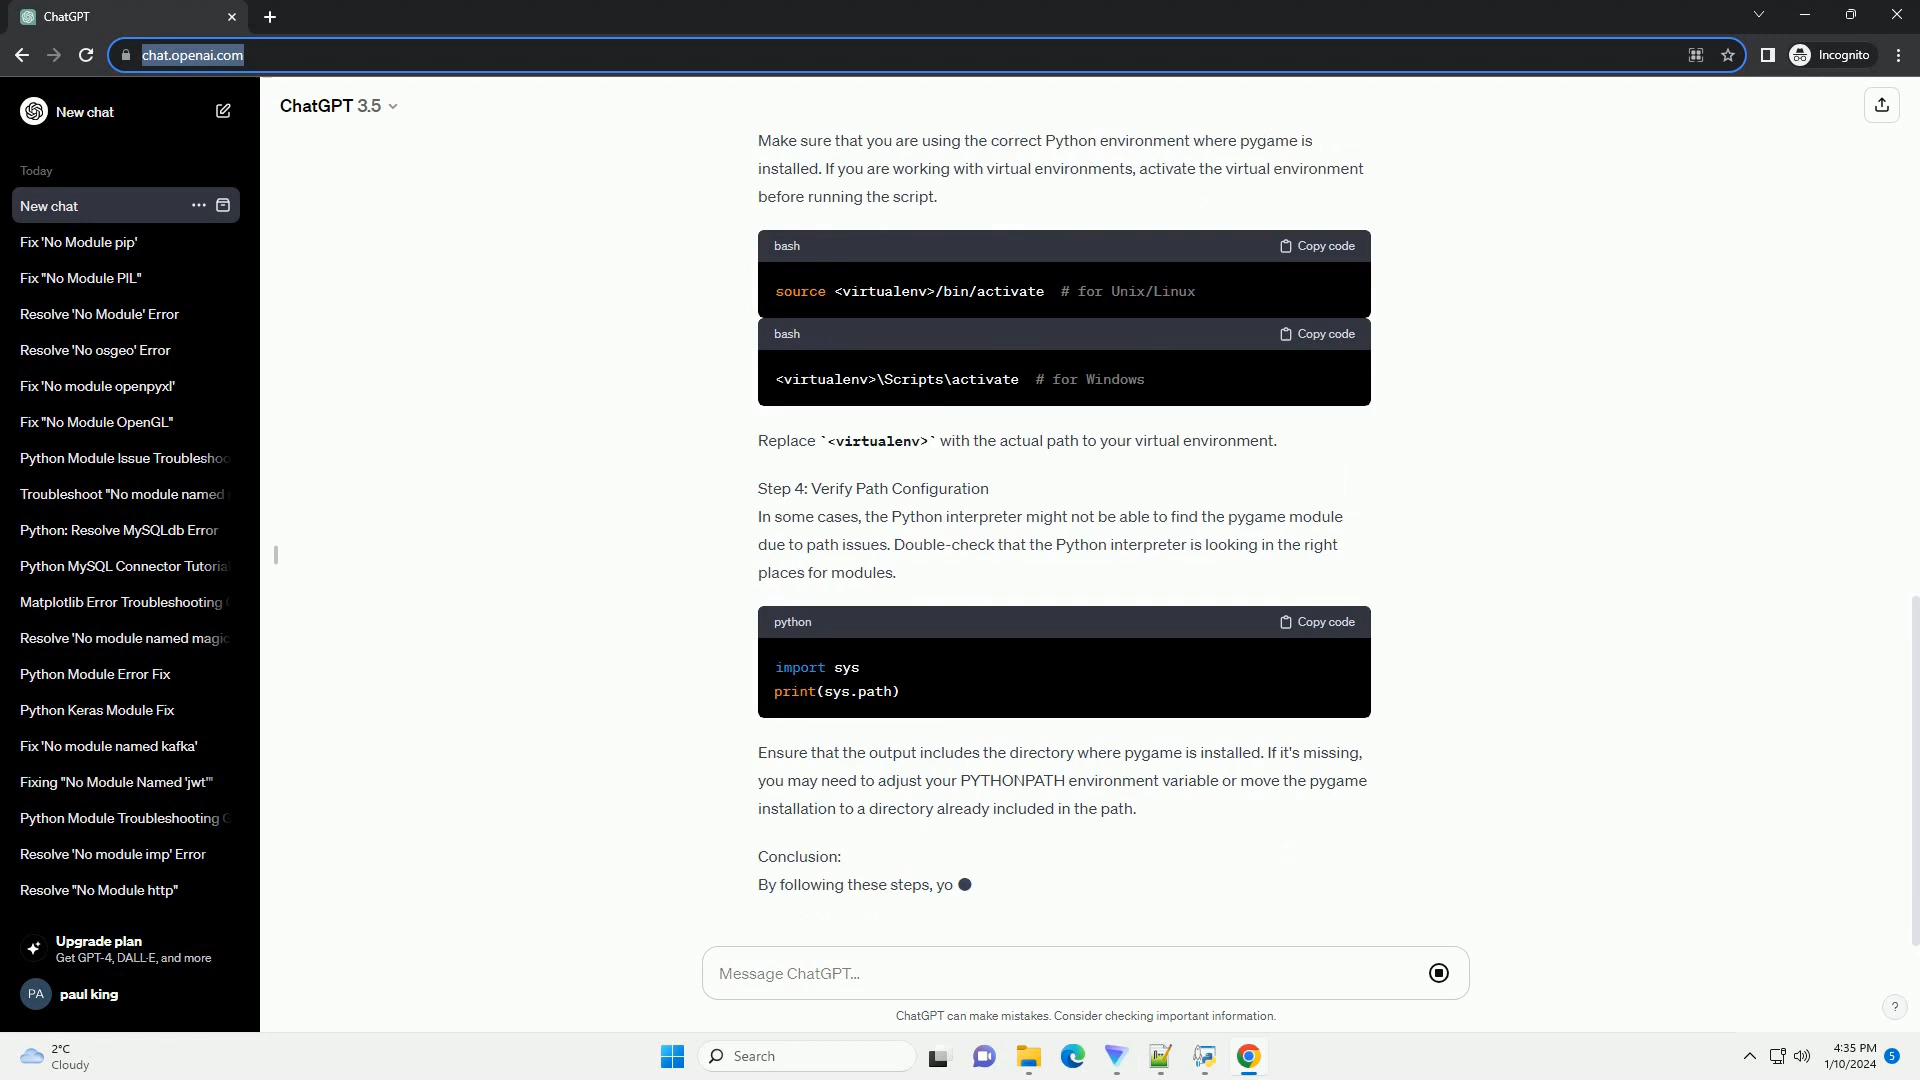 ChatGPT
chat.openai.com
Incognito
New chat
Today
New chat
Fix 'No Module pip'
Fix "No Module PIL"
Resolve 'No Module' Error
Resolve 'No osgeo' Error
Fix 'No module openpyxl'
Fix "No Module OpenGL"
Python Module Issue Troubleshoo
Troubleshoot "No module named
Python: Resolve MySQLdb Error
Python MySQL Connector Tutoria
Matplotlib Error Troubleshooting
Resolve 'No module named magic
Python Module Error Fix
Python Keras Module Fix
Fix 'No module named kafka'
Fixing "No Module Named 'jwt'"
Python Module Troubleshooting G
Resolve 'No module imp' Error
Resolve "No Module http"
Upgrade plan
Get GPT-4, DALL·E, and more
PA paul king
ChatGPT 3.5
Make sure that you are using the correct Python environment where pygame is
installed. If you are working with virtual environments, activate the virtual environment
before running the script.
bash Copy code
source <virtualenv>/bin/activate # for Unix/Linux
bash Copy code
<virtualenv>\Scripts\activate # for Windows
Replace `<virtualenv>` with the actual path to your virtual environment.
Step 4: Verify Path Configuration
In some cases, the Python interpreter might not be able to find the pygame module
due to path issues. Double-check that the Python interpreter is looking in the right
places for modules.
python Copy code
import sys
print(sys.path)
Ensure that the output includes the directory where pygame is installed. If it's missing,
you may need to adjust your PYTHONPATH environment variable or move the pygame
installation to a directory already included in the path.
Conclusion:
By following these steps, yo
Message ChatGPT...
ChatGPT can make mistakes. Consider checking important information.
?
2°C
Cloudy
Search
4:35 PM
1/10/2024
5